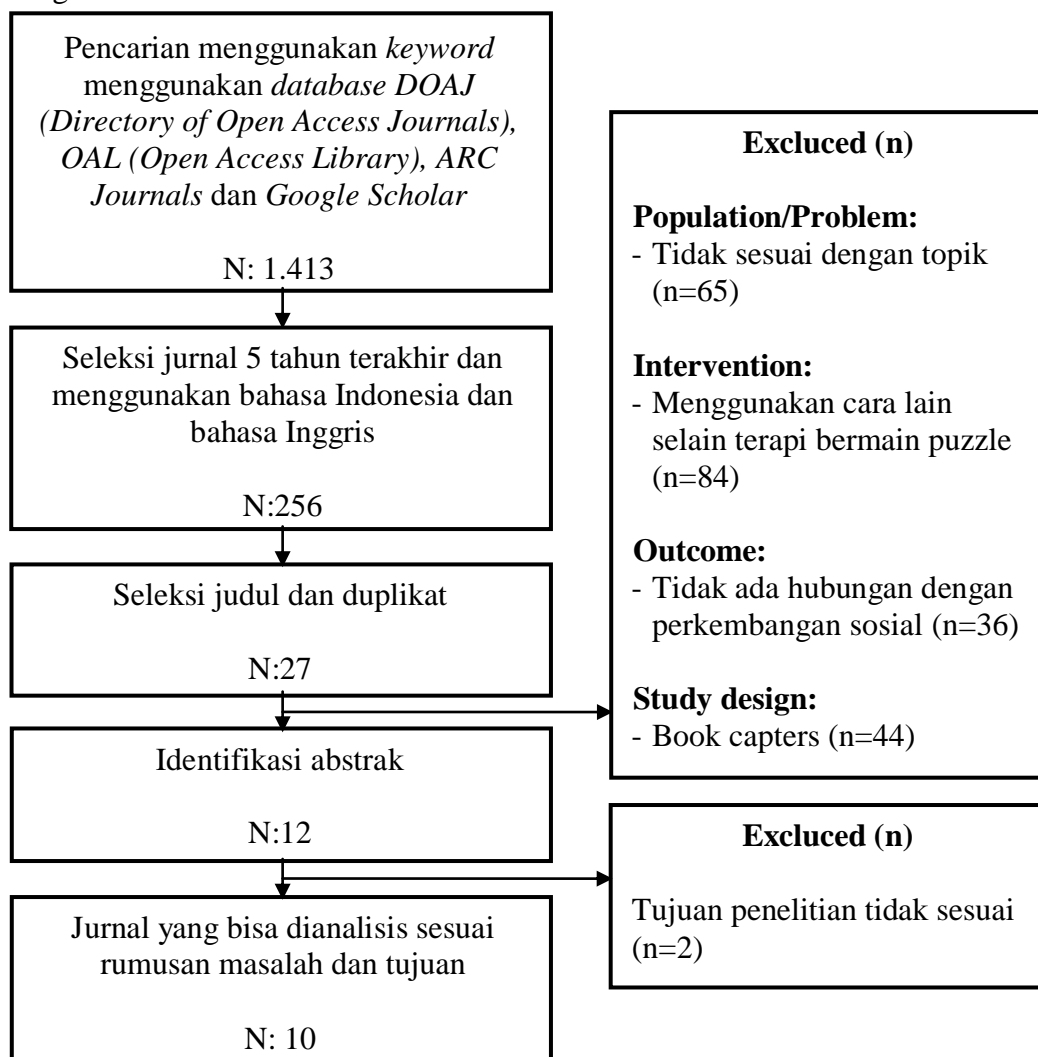 Pencarian menggunakan keyword
menggunakan database DOAJ
(Directory of Open Access Journals),
OAL (Open Access Library), ARC
Journals dan Google Scholar
N: 1.413
Seleksi jurnal 5 tahun terakhir dan
menggunakan bahasa Indonesia dan
bahasa Inggris
N:256
Seleksi judul dan duplikat
N:27
Identifikasi abstrak
N:12
Jurnal yang bisa dianalisis sesuai
rumusan masalah dan tujuan
N: 10
Excluced (n)
Population/Problem:
- Tidak sesuai dengan topik
(n=65)
Intervention:
- Menggunakan cara lain
selain terapi bermain puzzle
(n=84)
Outcome:
- Tidak ada hubungan dengan
perkembangan sosial (n=36)
Study design:
- Book capters (n=44)
Excluced (n)
Tujuan penelitian tidak sesuai
(n=2)